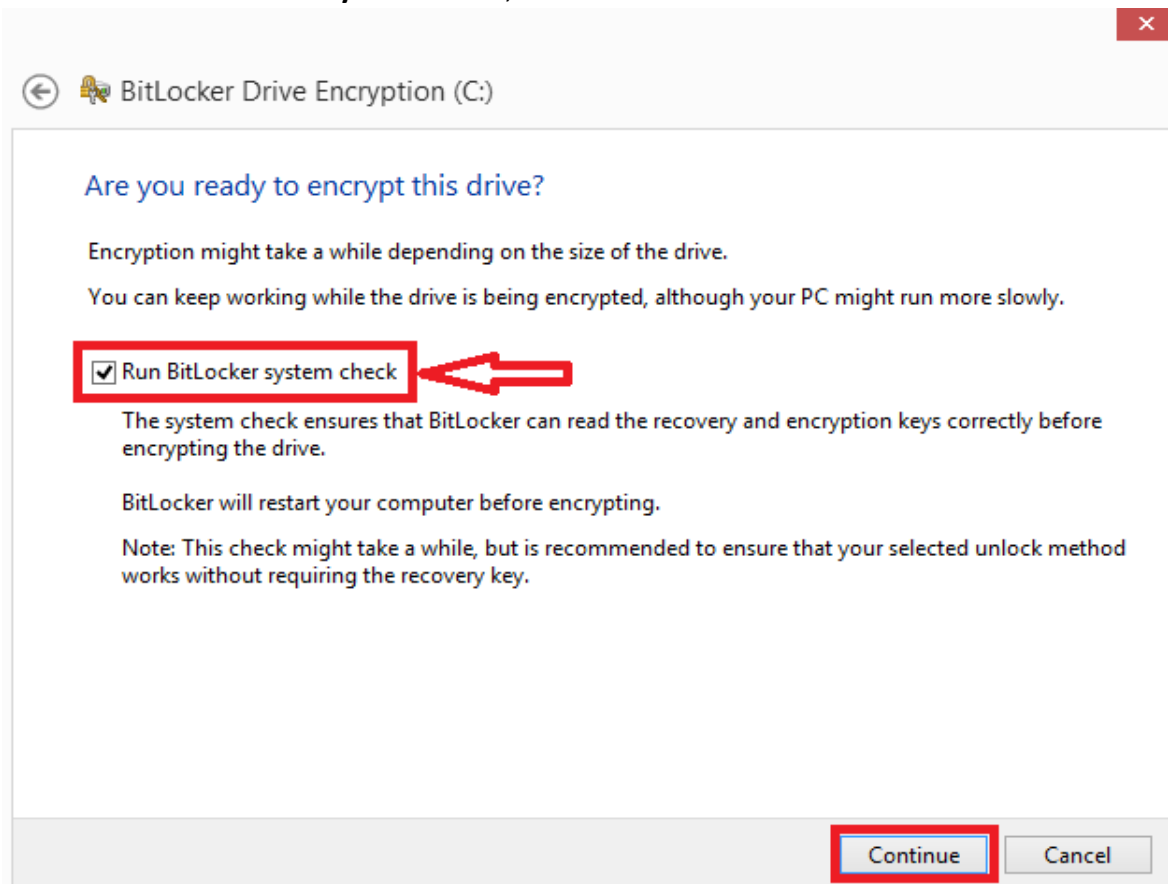 BitLocker Drive Encryption (C:)
Are you ready to encrypt this drive?
Encryption might take a while depending on the size of the drive.
You can keep working while the drive is being encrypted, although your PC might run more slowly.
Run BitLocker system check
The system check ensures that BitLocker can read the recovery and encryption keys correctly before
encrypting the drive.
BitLocker will restart your computer before encrypting.
Note: This check might take a while, but is recommended to ensure that your selected unlock method
works without requiring the recovery key.
Continue
Cancel